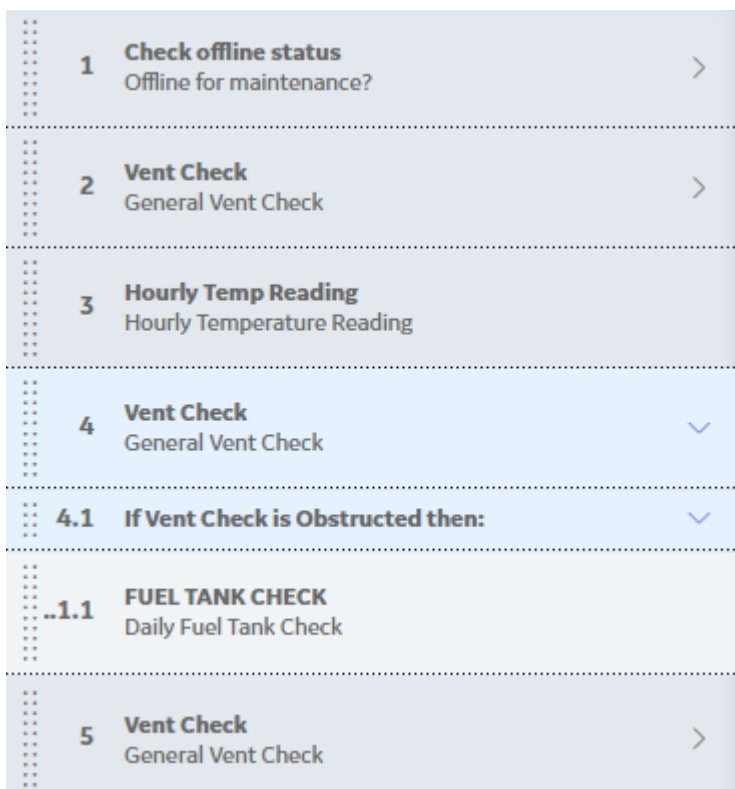 1
Check offline status
Offline for maintenance?
2
Vent Check
General Vent Check
3
Hourly Temp Reading
Hourly Temperature Reading
4
Vent Check
General Vent Check
4.1 If Vent Check is Obstructed then:
..1.1
FUEL TANK CHECK
Daily Fuel Tank Check
5
Vent Check
General Vent Check